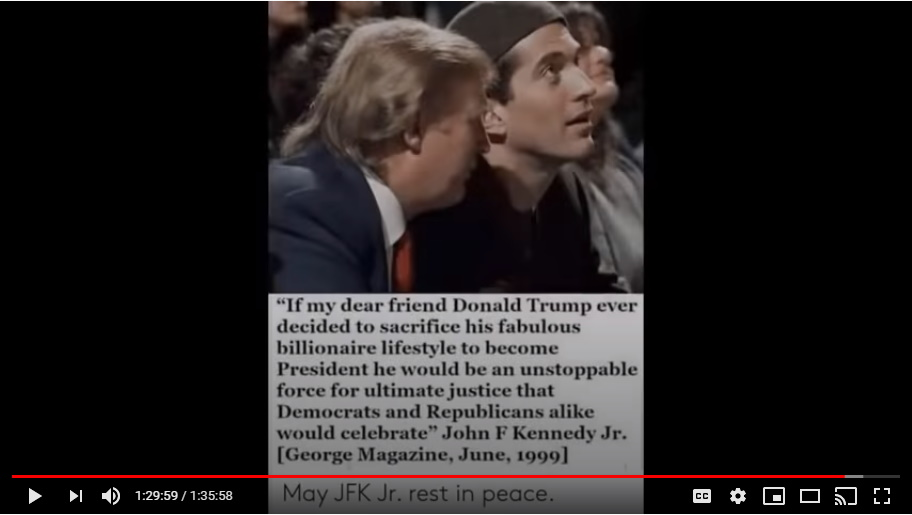 “If my dear friend Donald Trump ever
decided to sacrifice his fabulous
billionaire lifestyle to become
President he would be an unstoppable
force for ultimate justice that
Democrats and Republicans alike
would celebrate” John F Kennedy Jr.
[George Magazine, June, 1999]
May JFK Jr. rest in peace.
1:29:59 / 1:35:58
CC